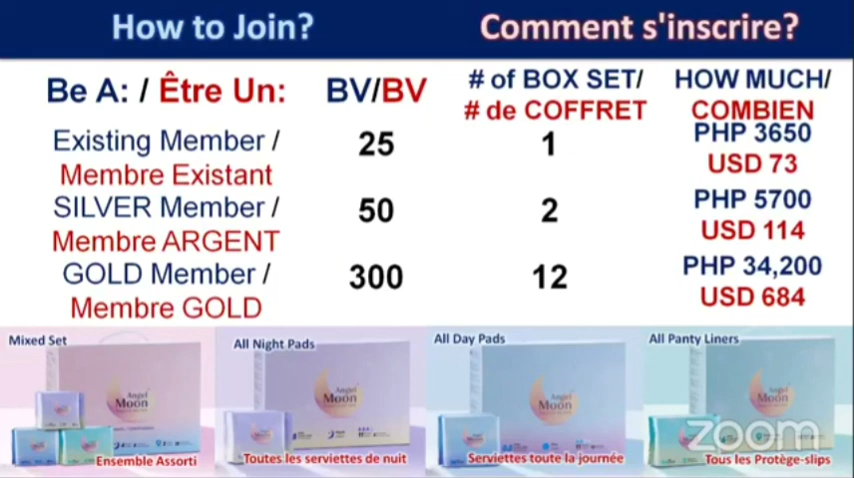 How to Join?
Comment s'inscrire?
Be A: / Être Un:
BV/BV
# of BOX SET/
# de COFFRET
HOW MUCH/
COMBIEN
Existing Member /
Membre Existant
25
1
PHP 3650
USD 73
SILVER Member /
Membre ARGENT
50
2
PHP 5700
USD 114
GOLD Member /
Membre GOLD
300
12
PHP 34,200
USD 684
Mixed Set
Angel
Moon
Ensemble Assorti
All Night Pads
Angel
Moon
Toutes les serviettes de nuit
All Day Pads
Angel
Moon
Serviettes toute la journée
All Panty Liners
Angel
Moon
Tous les Protège-slips
zoom